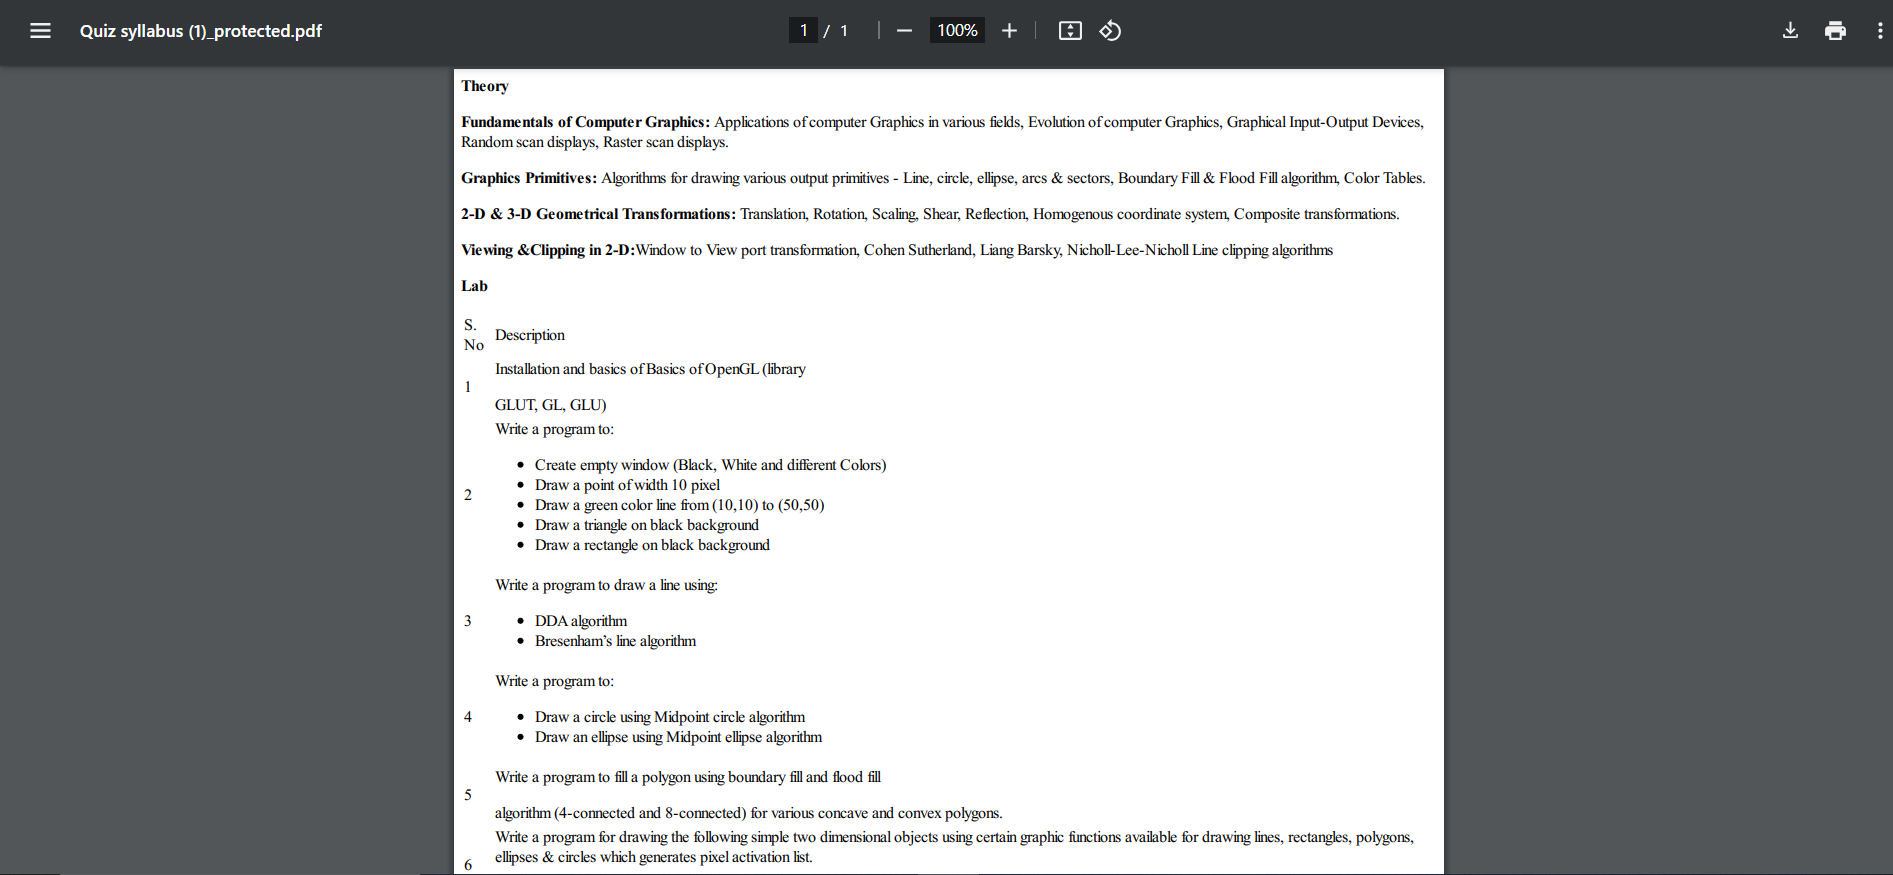 Quiz syllabus (1)_protected.pdf
1 / 1
100%
Theory
Fundamentals of Computer Graphics: Applications of computer Graphics in various fields, Evolution of computer Graphics, Graphical Input-Output Devices,
Random scan displays, Raster scan displays.
Graphics Primitives: Algorithms for drawing various output primitives - Line, circle, ellipse, arcs & sectors, Boundary Fill & Flood Fill algorithm, Color Tables.
2-D & 3-D Geometrical Transformations: Translation, Rotation, Scaling, Shear, Reflection, Homogenous coordinate system, Composite transformations.
Viewing &Clipping in 2-D:Window to View port transformation, Cohen Sutherland, Liang Barsky, Nicholl-Lee-Nicholl Line clipping algorithms
Lab
S.
No
Description
Installation and basics of Basics of OpenGL (library
1
GLUT, GL, GLU)
Write a program to:
• Create empty window (Black, White and different Colors)
• Draw a point of width 10 pixel
2
• Draw a green color line from (10,10) to (50,50)
• Draw a triangle on black background
• Draw a rectangle on black background
Write a program to draw a line using:
3
• DDA algorithm
• Bresenham’s line algorithm
Write a program to:
4
• Draw a circle using Midpoint circle algorithm
• Draw an ellipse using Midpoint ellipse algorithm
Write a program to fill a polygon using boundary fill and flood fill
5
algorithm (4-connected and 8-connected) for various concave and convex polygons.
Write a program for drawing the following simple two dimensional objects using certain graphic functions available for drawing lines, rectangles, polygons,
ellipses & circles which generates pixel activation list.
6